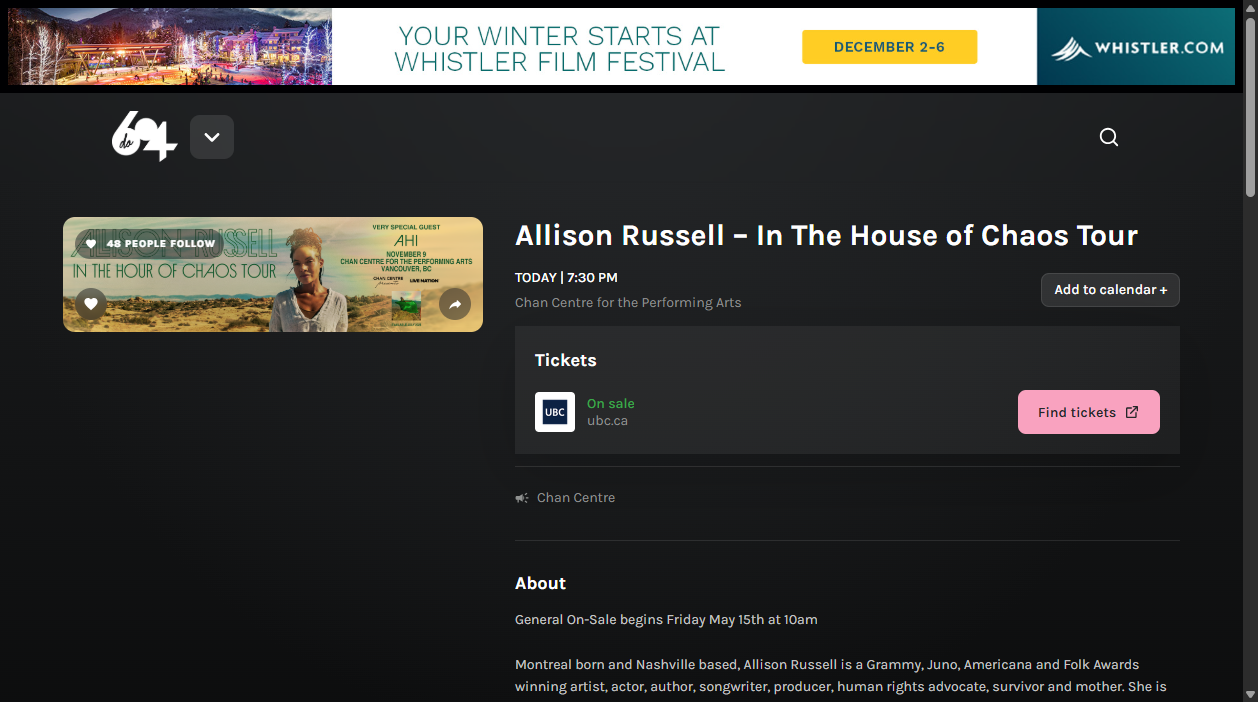 YOUR WINTER STARTS AT
WHISTLER FILM FESTIVAL
DECEMBER 2-6
WHISTLER.COM
do604
48 PEOPLE FOLLOW
ALLISON RUSSELL
IN THE HOUR OF CHAOS TOUR
VERY SPECIAL GUEST
AHI
NOVEMBER 9
CHAN CENTRE FOR THE PERFORMING ARTS
VANCOUVER, BC
CHAN CENTRE
LIVE NATION
Allison Russell – In The House of Chaos Tour
TODAY | 7:30 PM
Chan Centre for the Performing Arts
Add to calendar +
Tickets
UBC
On sale
ubc.ca
Find tickets
Chan Centre
About
General On-Sale begins Friday May 15th at 10am
Montreal born and Nashville based, Allison Russell is a Grammy, Juno, Americana and Folk Awards
winning artist, actor, author, songwriter, producer, human rights advocate, survivor and mother. She is